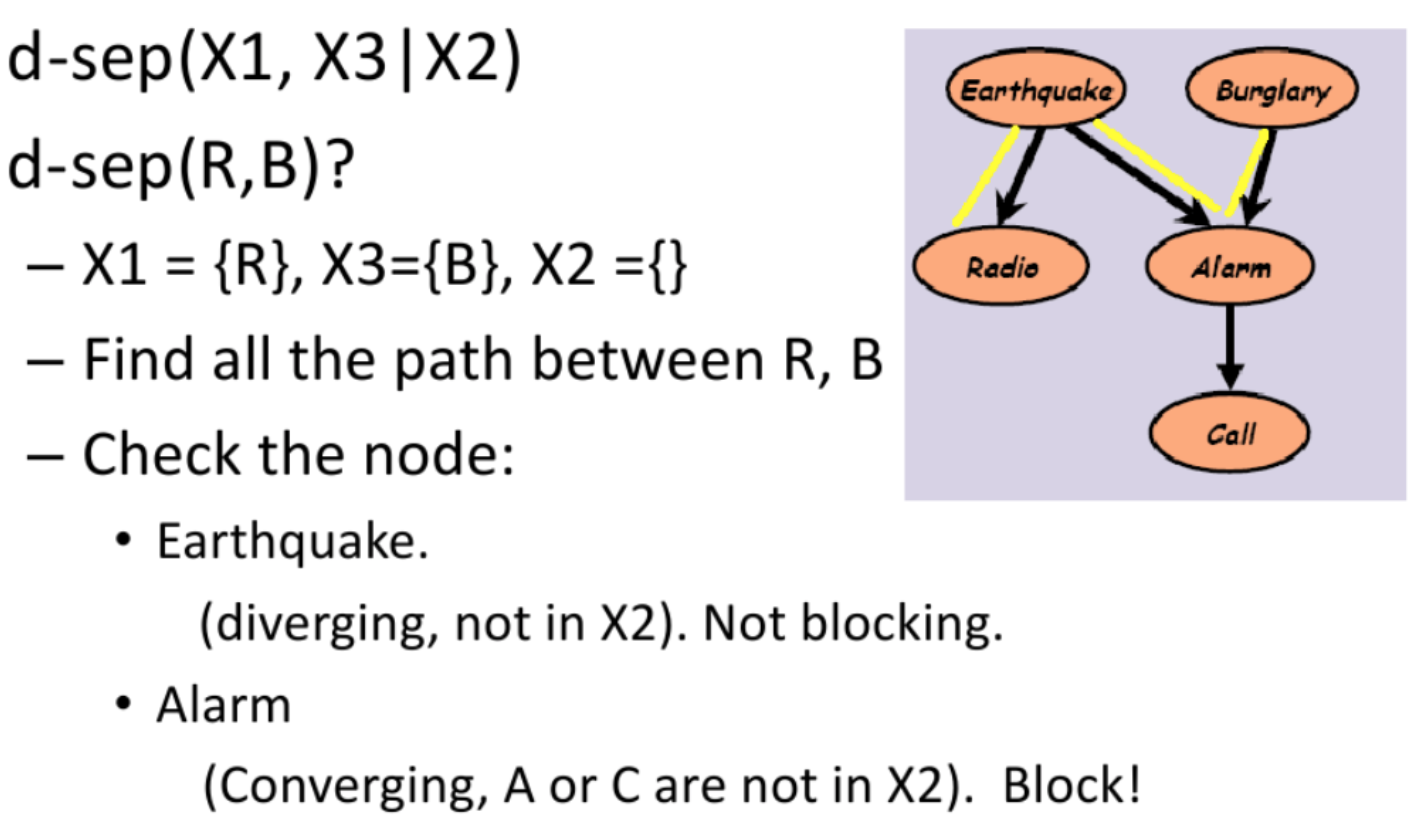 d-sep(X1, X3|X2)
d-sep(R,B)?
– X1 = {R}, X3={B}, X2 ={}
– Find all the path between R, B
– Check the node:
• Earthquake.
(diverging, not in X2). Not blocking.
• Alarm
(Converging, A or C are not in X2).  Block!
Earthquake
Burglary
Radio
Alarm
Call